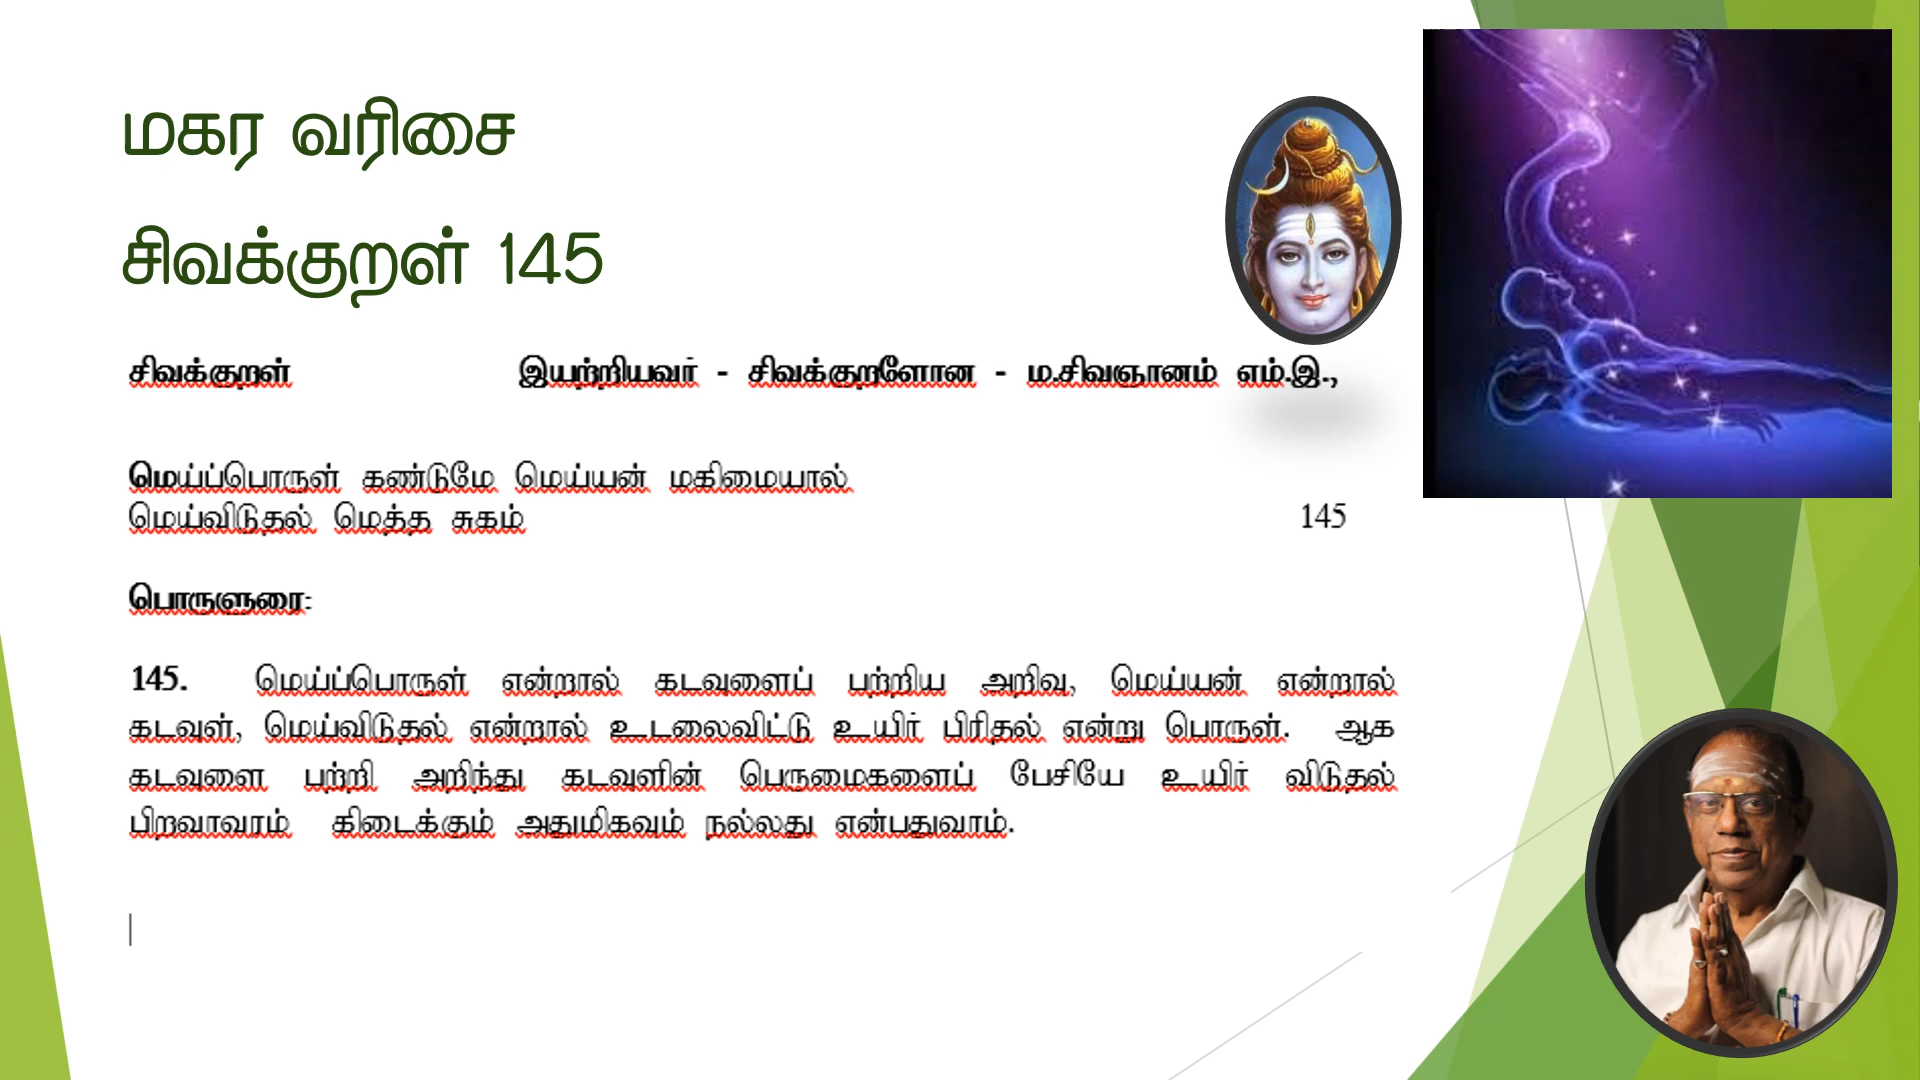 மகர வரிசை
சிவக்குறள் 145
சிவக்குறள் இயற்றியவர் - சிவக்குறளோன - ம.சிவஞானம் எம்.இ.,
மெய்ப்பொருள் கண்டுமே மெய்யன் மகிமையால்
மெய்விடுதல் மெத்த சுகம் 145
பொருளுரை:
145. மெய்ப்பொருள் என்றால் கடவுளைப் பற்றிய அறிவு, மெய்யன் என்றால்
கடவுள், மெய்விடுதல் என்றால் உடலைவிட்டு உயிர் பிரிதல் என்று பொருள். ஆக
கடவுளை பற்றி அறிந்து கடவுளின் பெருமைகளைப் பேசியே உயிர் விடுதல்
பிறவாவரம் கிடைக்கும் அதுமிகவும் நல்லது என்பதுவாம்.